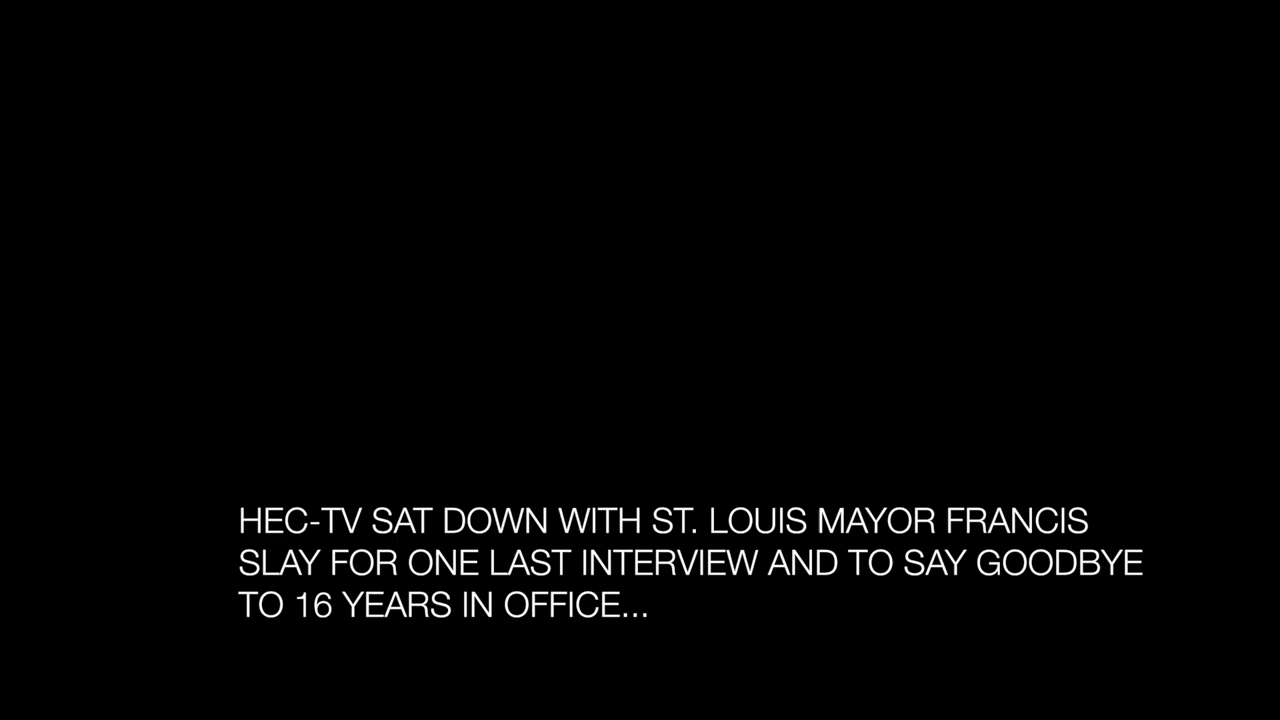 HEC-TV SAT DOWN WITH ST. LOUIS MAYOR FRANCIS
SLAY FOR ONE LAST INTERVIEW AND TO SAY GOODBYE
TO 16 YEARS IN OFFICE...